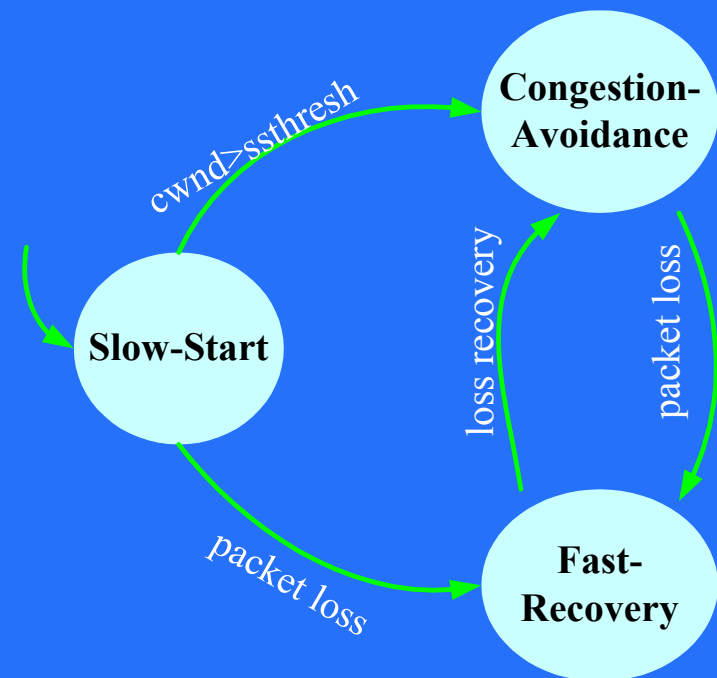 cwnd>ssthresh
Congestion-
Avoidance
Slow-Start
loss recovery
packet loss
packet loss
Fast-
Recovery